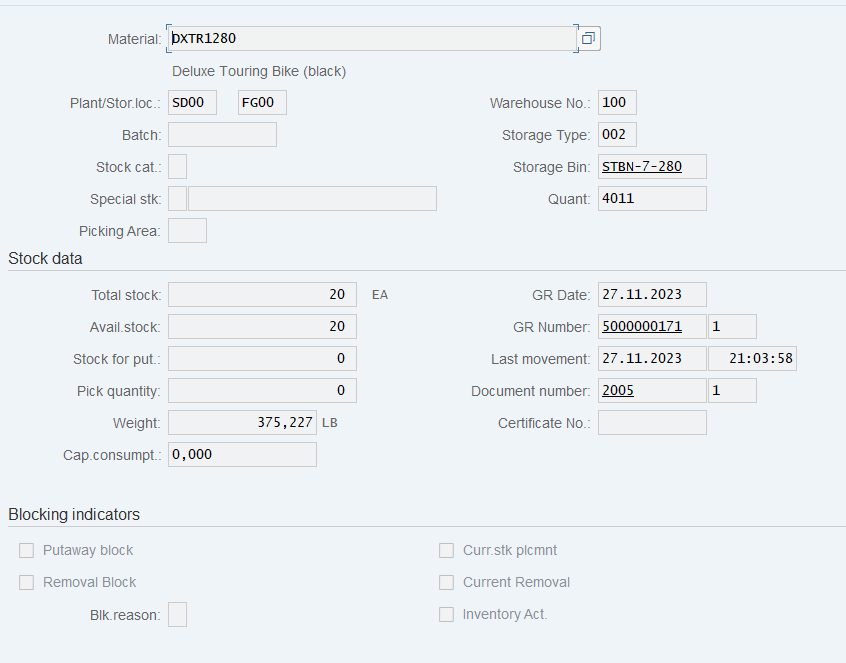 Material: DXTR1280
Deluxe Touring Bike (black)
Plant/Stor.loc.: SD00 FG00 Warehouse No.: 100
Batch: Storage Type: 002
Stock cat.: Storage Bin: STBN-7-280
Special stk: Quant: 4011
Picking Area:
Stock data
Total stock: 20 EA GR Date: 27.11.2023
Avail.stock: 20 GR Number: 5000000171 1
Stock for put.: 0 Last movement: 27.11.2023 21:03:58
Pick quantity: 0 Document number: 2005 1
Weight: 375,227 LB Certificate No.:
Cap.consumpt.: 0,000
Blocking indicators
Putaway block Curr.stk plcmnt
Removal Block Current Removal
Blk.reason: Inventory Act.